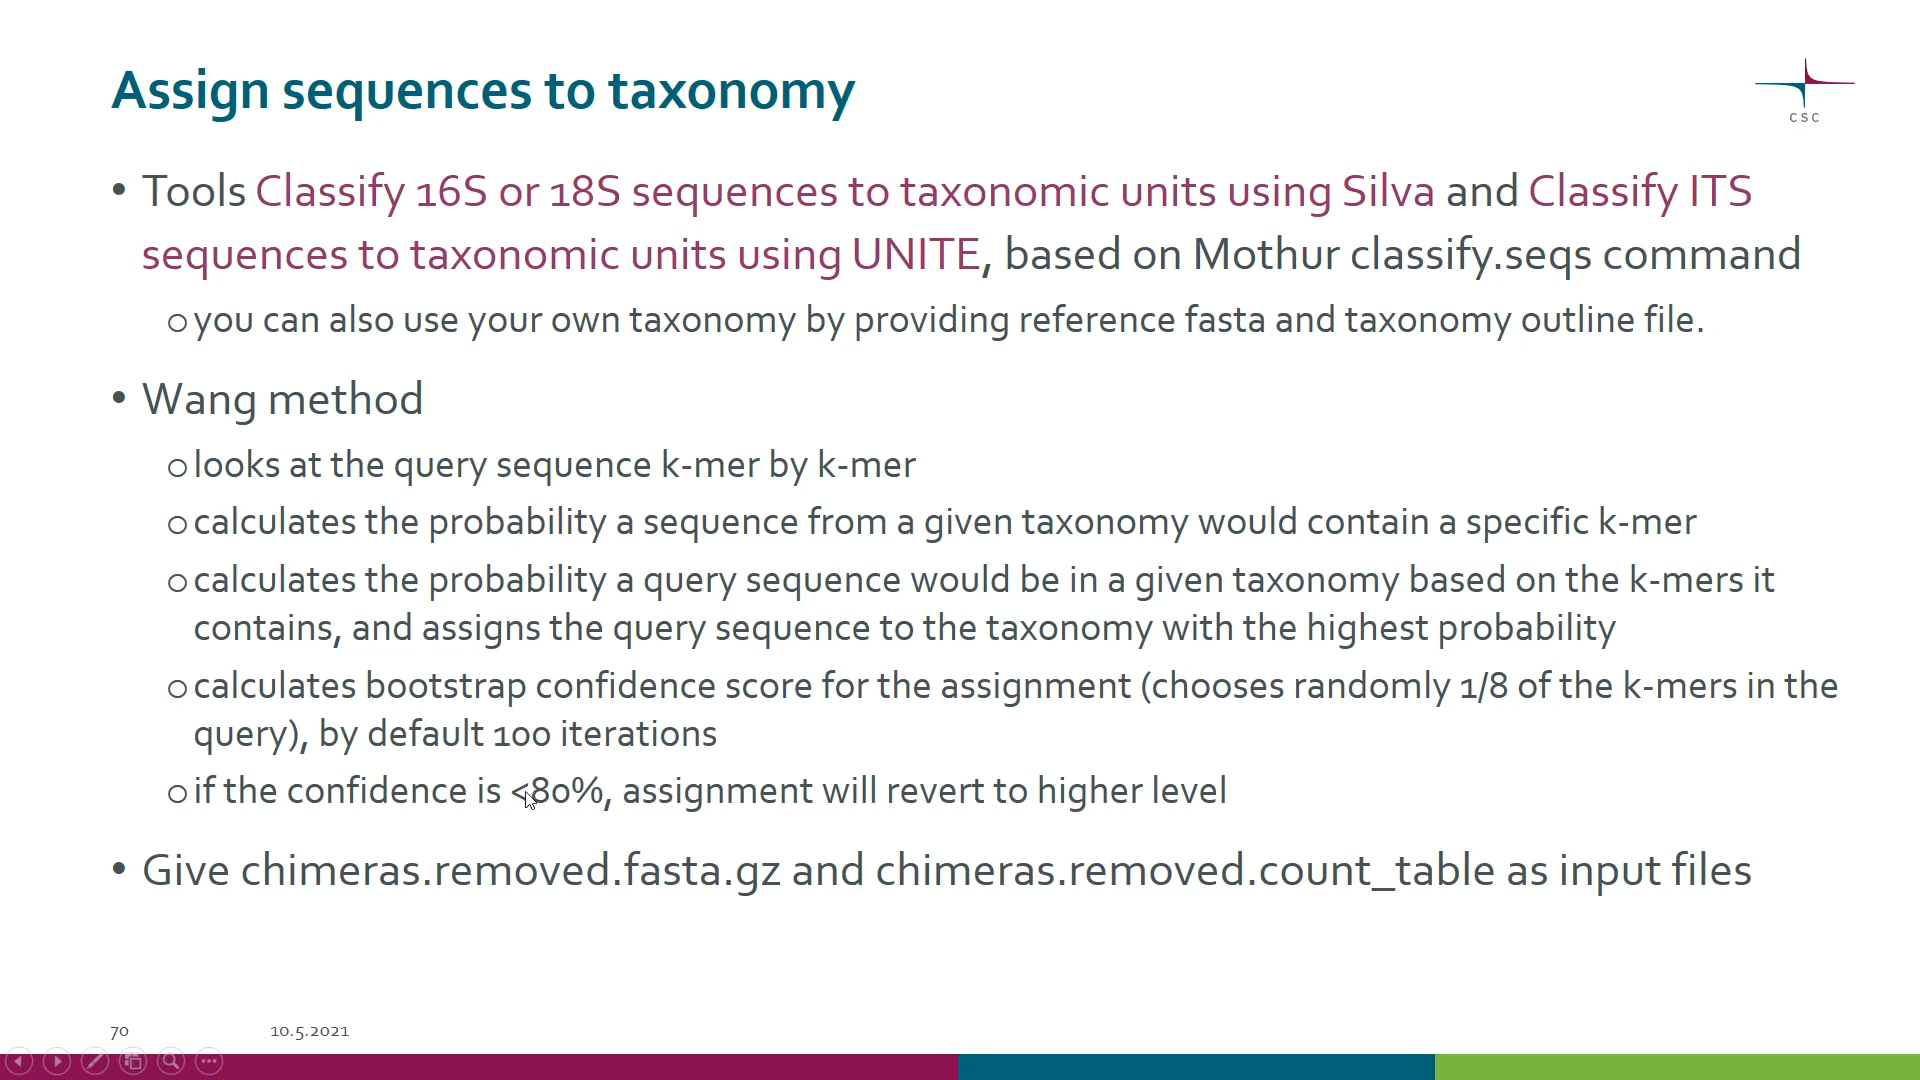 Assign sequences to taxonomy
CSC
• Tools Classify 16S or 18S sequences to taxonomic units using Silva and Classify ITS
sequences to taxonomic units using UNITE, based on Mothur classify.seqs command
o you can also use your own taxonomy by providing reference fasta and taxonomy outline file.
• Wang method
o looks at the query sequence k-mer by k-mer
o calculates the probability a sequence from a given taxonomy would contain a specific k-mer
o calculates the probability a query sequence would be in a given taxonomy based on the k-mers it
contains, and assigns the query sequence to the taxonomy with the highest probability
o calculates bootstrap confidence score for the assignment (chooses randomly 1/8 of the k-mers in the
query), by default 100 iterations
o if the confidence is <80%, assignment will revert to higher level
• Give chimeras.removed.fasta.gz and chimeras.removed.count_table as input files
70 10.5.2021